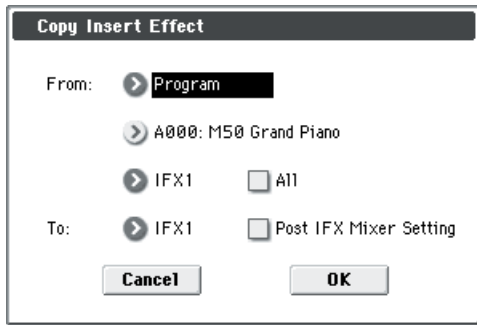 Copy Insert Effect
From: Program
A000: M50 Grand Piano
IFX1 All
To: IFX1 Post IFX Mixer Setting
Cancel OK